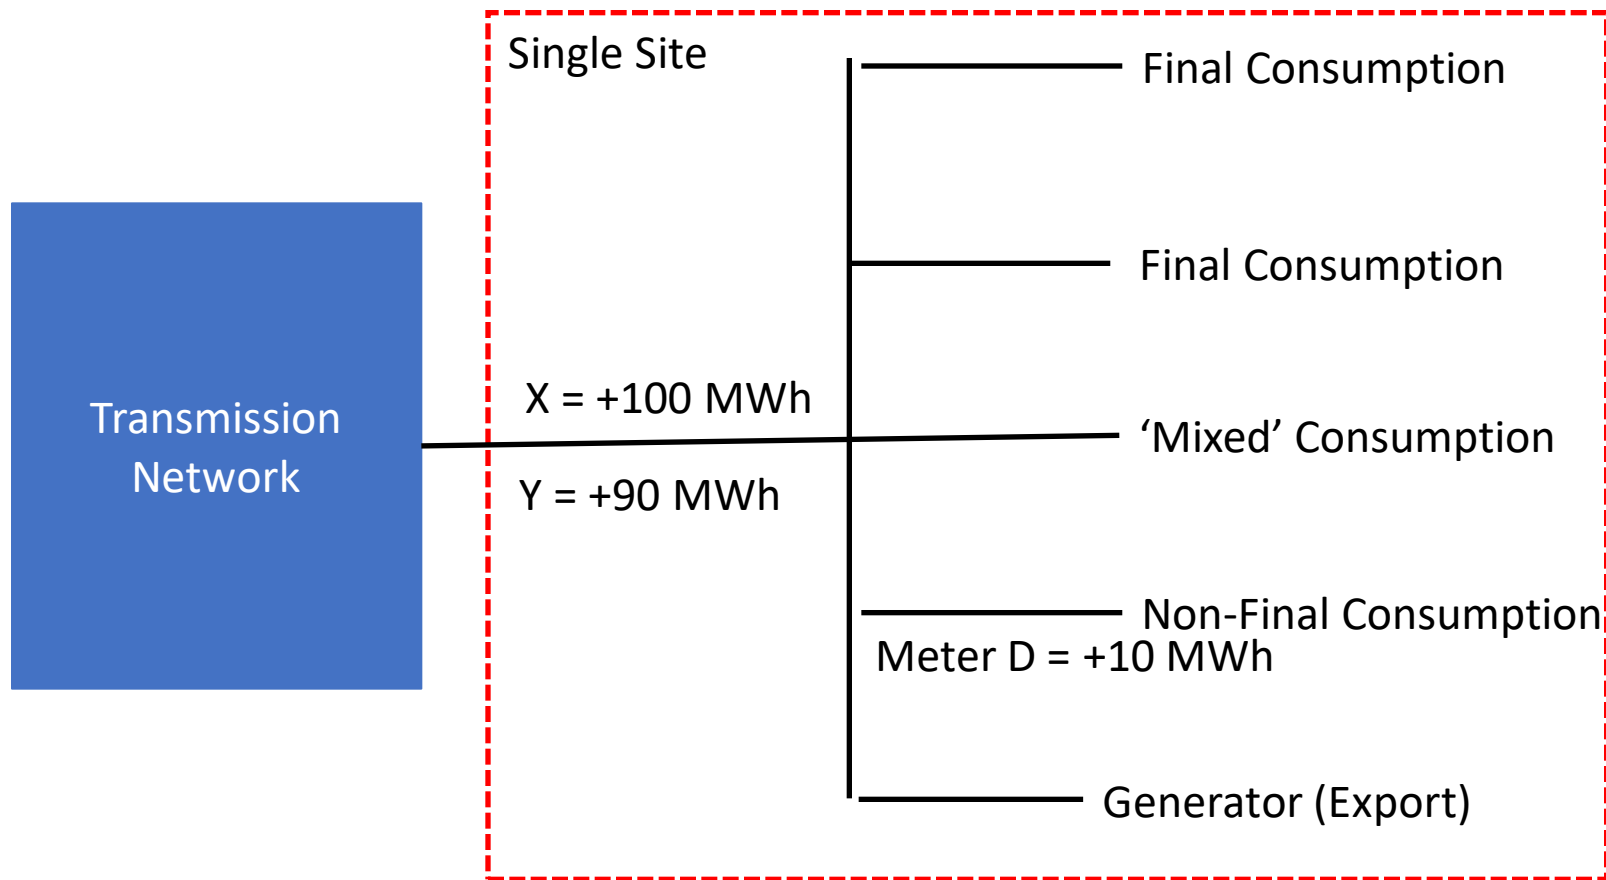 Single Site
Final Consumption
Final Consumption
Transmission
Network
X = +100 MWh
Y = +90 MWh
‘Mixed’ Consumption
Non-Final Consumption
Meter D = +10 MWh
Generator (Export)